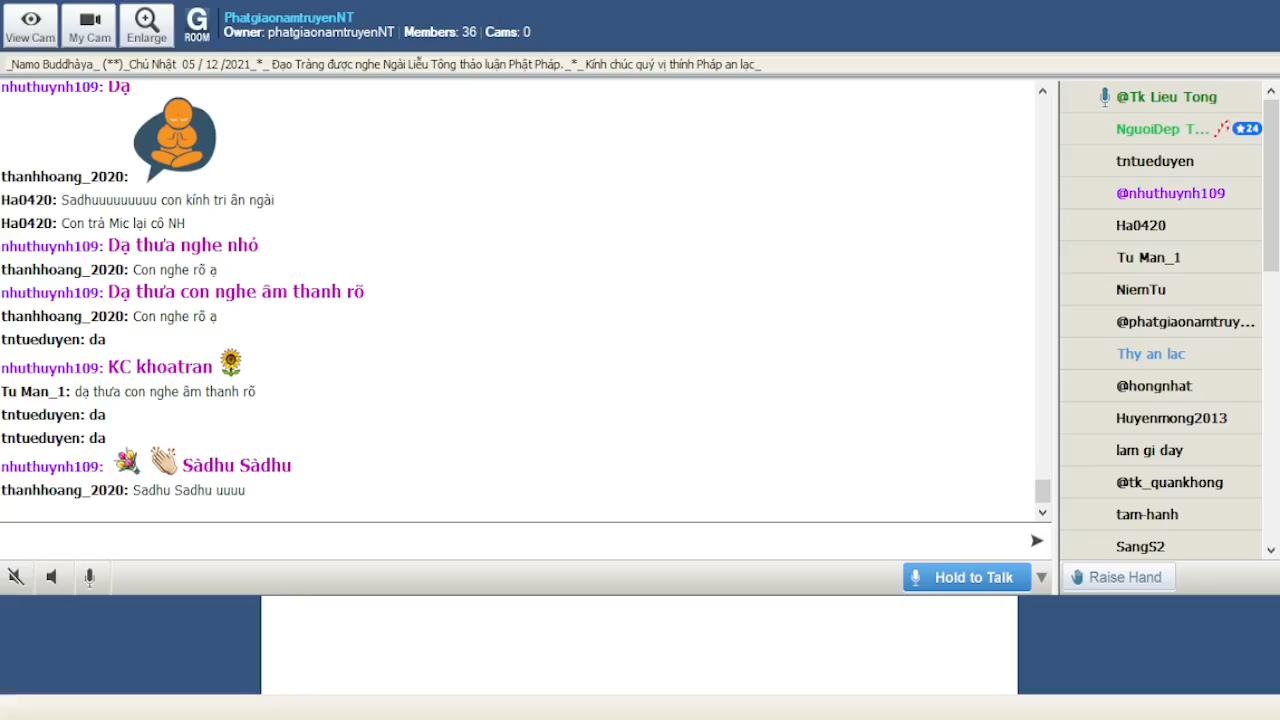 View Cam
My Cam
Enlarge
G
ROOM
PhatgiaonamtruyenNT
Owner: phatgiaonamtruyenNT | Members: 36 | Cams: 0
_Namo Buddhàya_ (**)_Chú Nhật  05 / 12 /2021_*_ Đạo Tràng được nghe Ngài Liễu Tông thảo luận Phật Pháp._*_Kính chúc quý vị thính Pháp an lạc_
nhuthuynh109: Dạ
thanhhoang_2020:
Ha0420: Sadhuuuuuuuuu con kính tri ân ngài
Ha0420: Con trả Mic lại cô NH
nhuthuynh109: Dạ thưa nghe nhỏ
thanhhoang_2020: Con nghe rõ ạ
nhuthuynh109: Dạ thưa con nghe âm thanh rõ
thanhhoang_2020: Con nghe rõ ạ
tntueduyen: da
nhuthuynh109: KC khoatran
Tu Man_1: dạ thưa con nghe âm thanh rõ
tntueduyen: da
tntueduyen: da
nhuthuynh109: Sàdhu Sàdhu
thanhhoang_2020: Sadhu Sadhu uuuu
Hold to Talk
@Tk Lieu Tong
NguoiDep T... 24
tntueduyen
@nhuthuynh109
Ha0420
Tu Man_1
NiemTu
@phatgiaonamtruy...
Thy an lac
@hongnhat
Huyenmong2013
lam gi day
@tk_quankhong
tam-hanh
SangS2
Raise Hand